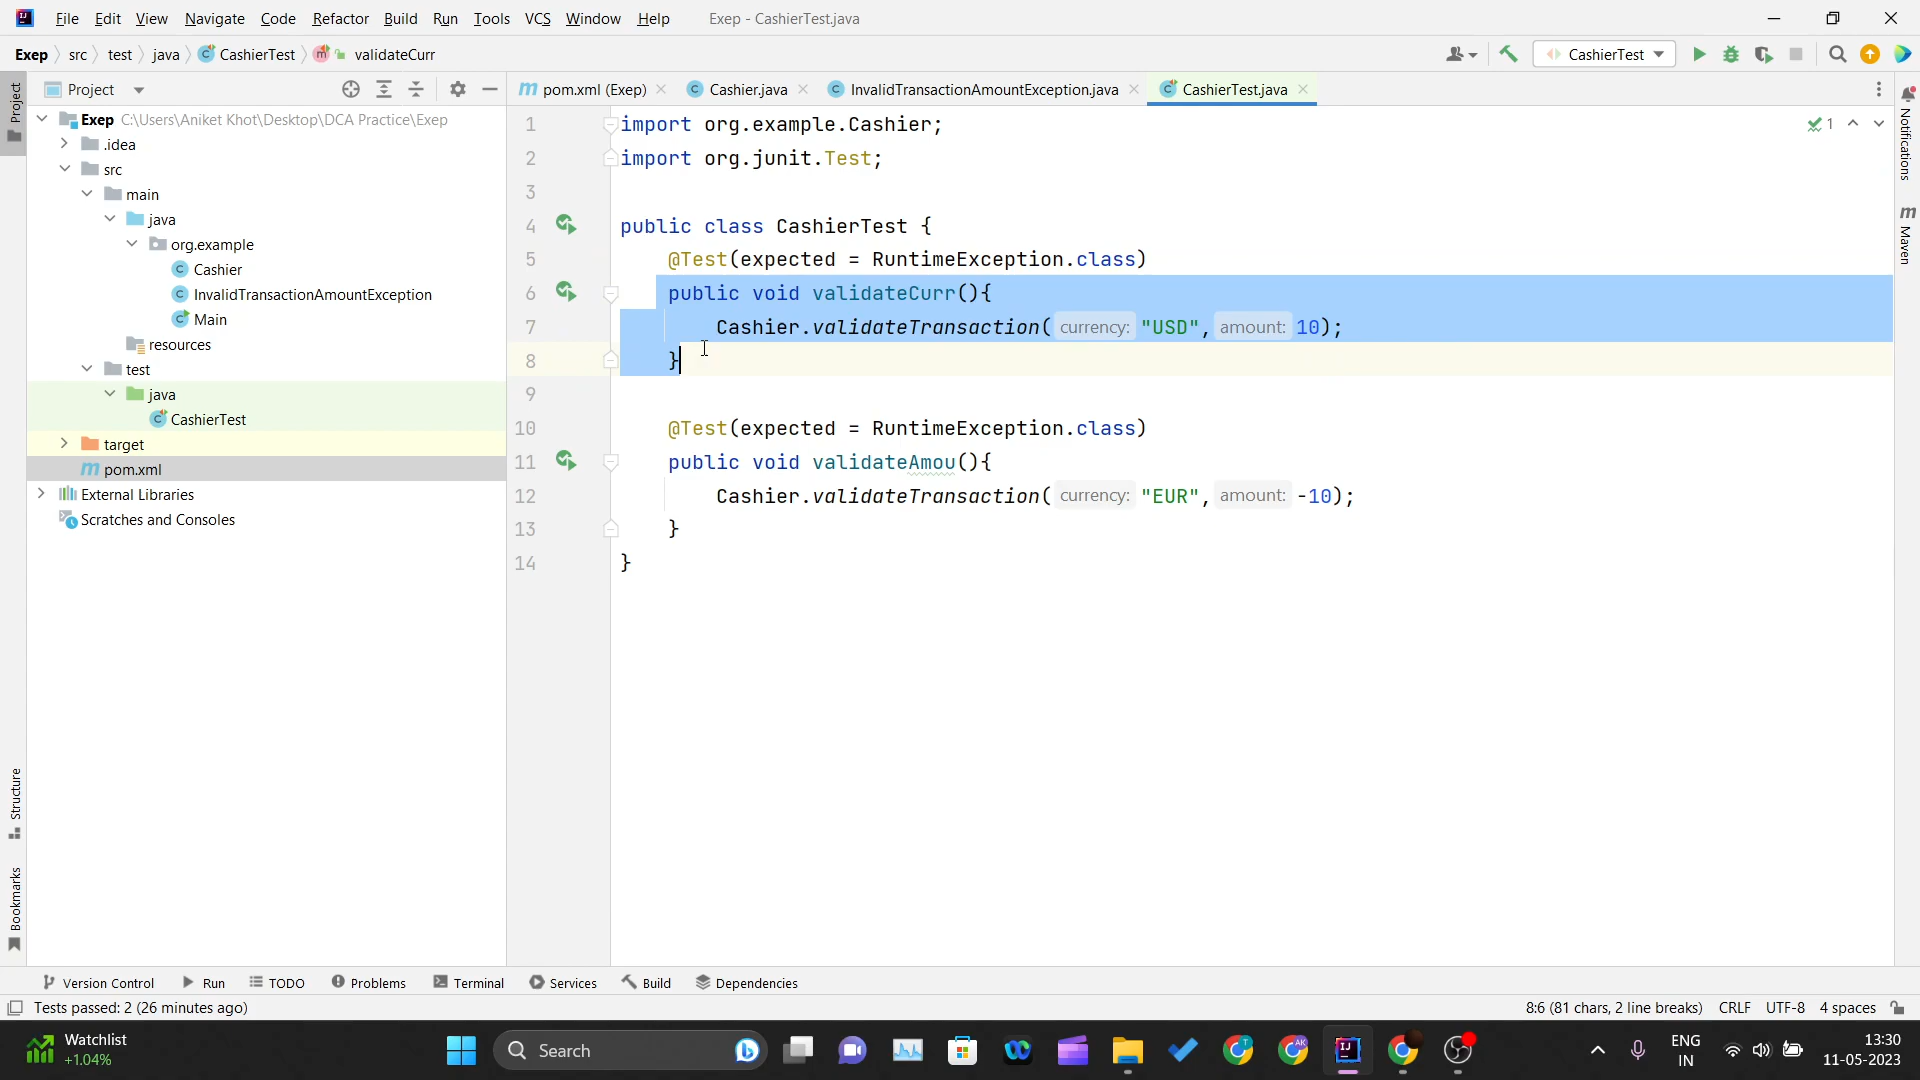 File Edit View Navigate Code Refactor Build Run Tools VCS Window Help Exep - CashierTest.java
Exep src test java CashierTest m validateCurr CashierTest
Project
Project
m pom.xml (Exep) C Cashier.java C InvalidTransactionAmountException.java C CashierTest.java
Notifications
m Maven
Exep C:\Users\Aniket Khot\Desktop\DCA Practice\Exep
.idea
src
main
java
org.example
C Cashier
C InvalidTransactionAmountException
C Main
resources
test
java
C CashierTest
target
m pom.xml
External Libraries
Scratches and Consoles
1 import org.example.Cashier;
1
2 import org.junit.Test;
3
4 public class CashierTest {
5 @Test(expected = RuntimeException.class)
6 public void validateCurr(){
7 Cashier.validateTransaction( currency: "USD", amount: 10);
8 }
9
10 @Test(expected = RuntimeException.class)
11 public void validateAmou(){
12 Cashier.validateTransaction( currency: "EUR", amount: -10);
13 }
14 }
Structure
Bookmarks
Version Control Run TODO Problems Terminal Services Build Dependencies
Tests passed: 2 (26 minutes ago) 8:6 (81 chars, 2 line breaks) CRLF UTF-8 4 spaces
Watchlist
+1.04%
Search
T
AK
IJ
ENG
IN
13:30
11-05-2023